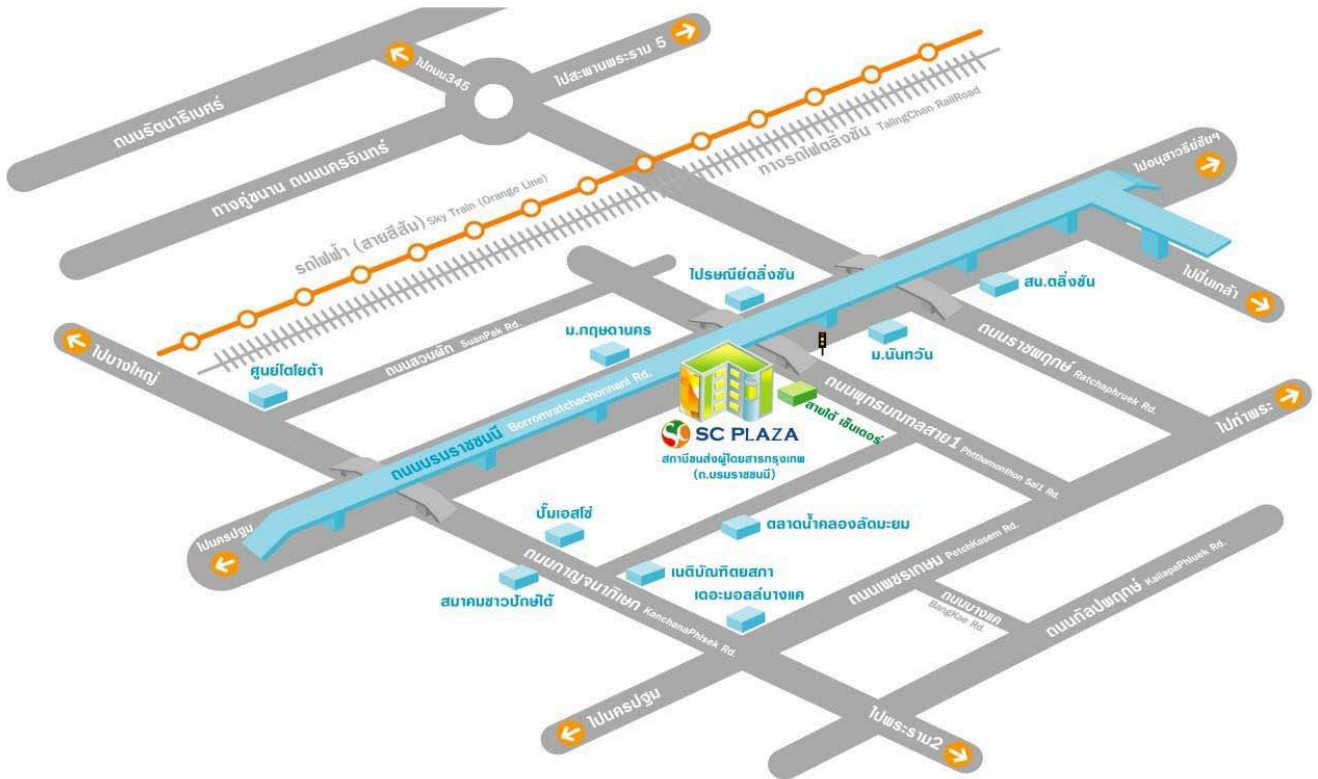 ไปถนน345
ไปสะพานพระราม 5
ถนนรัตนาธิเบศร์
ทางคู่ขนาน ถนนนครอินทร์
รถไฟฟ้า (สายสีส้ม) Sky Train (Orange Line)
ทางรถไฟตลิ่งชัน TalingChan RailRoad
ไปอนุสาวรีย์ชัยฯ
ไปปิ่นเกล้า
ไปรษณีย์ตลิ่งชัน
สน.ตลิ่งชัน
ไปบางใหญ่
ศูนย์โตโยต้า
ถนนสวนผัก SuanPak Rd.
ม.กฤษดานคร
ม.นันทวัน
ถนนราชพฤกษ์ Ratchaphruek Rd.
ถนนบรมราชชนนี Borromratchachonnani Rd.
สายใต้ เซ็นเตอร์
ถนนพุทธมณฑลสาย1 Phtthamonthon Sai1 Rd.
ไปท่าพระ
SC PLAZA
สถานีขนส่งผู้โดยสารกรุงเทพ
(ถ.บรมราชชนนี)
ไปนครปฐม
ปั๊มเอสโซ่
ตลาดน้ำคลองลัดมะยม
สมาคมชาวปักษ์ใต้
ถนนกาญจนาภิเษก KanchanaPhisek Rd.
เนติบัณฑิตยสภา
เดอะมอลล์บางแค
ถนนเพชรเกษม PetchKasem Rd.
ถนนบางแค
BangKae Rd.
ถนนกัลปพฤกษ์ KallapaPhluek Rd.
ไปนครปฐม
ไปพระราม2